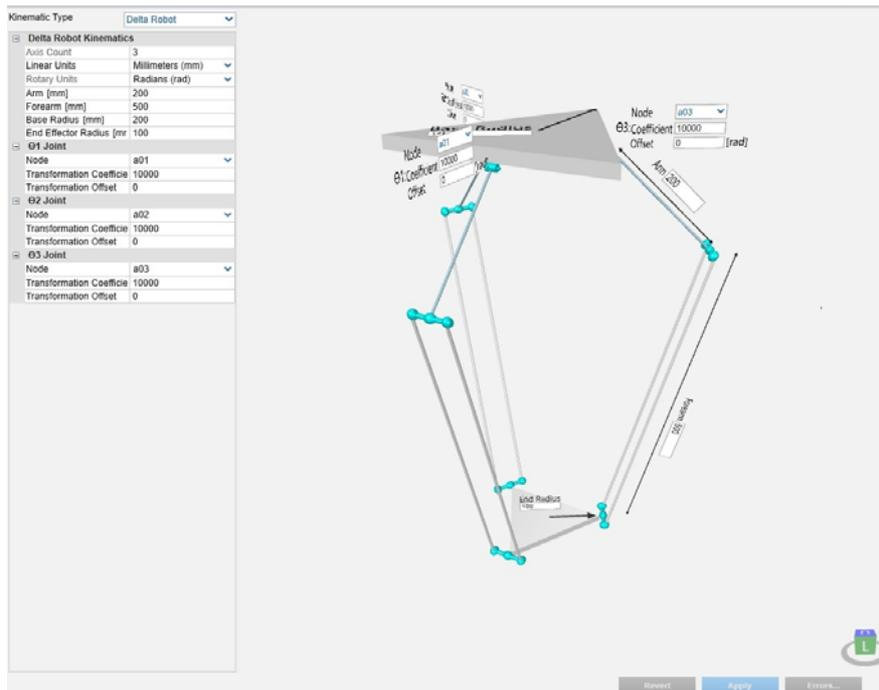 Kinematic Type Delta Robot
Delta Robot Kinematics
Axis Count 3
Linear Units Millimeters (mm)
Rotary Units Radians (rad)
Arm [mm] 200
Forearm [mm] 500
Base Radius [mm] 200
End Effector Radius [mr 100
Θ1 Joint
Node a01
Transformation Coefficie 10000
Transformation Offset 0
Θ2 Joint
Node a02
Transformation Coefficie 10000
Transformation Offset 0
Θ3 Joint
Node a03
Transformation Coefficie 10000
Transformation Offset 0
Node a01
Θ1:Coefficient 10000
Offset 0
Node a03
Θ3:Coefficient 10000
Offset 0 [rad]
Arm 200
Forearm 500
End Radius
L
Revert Apply Errors...